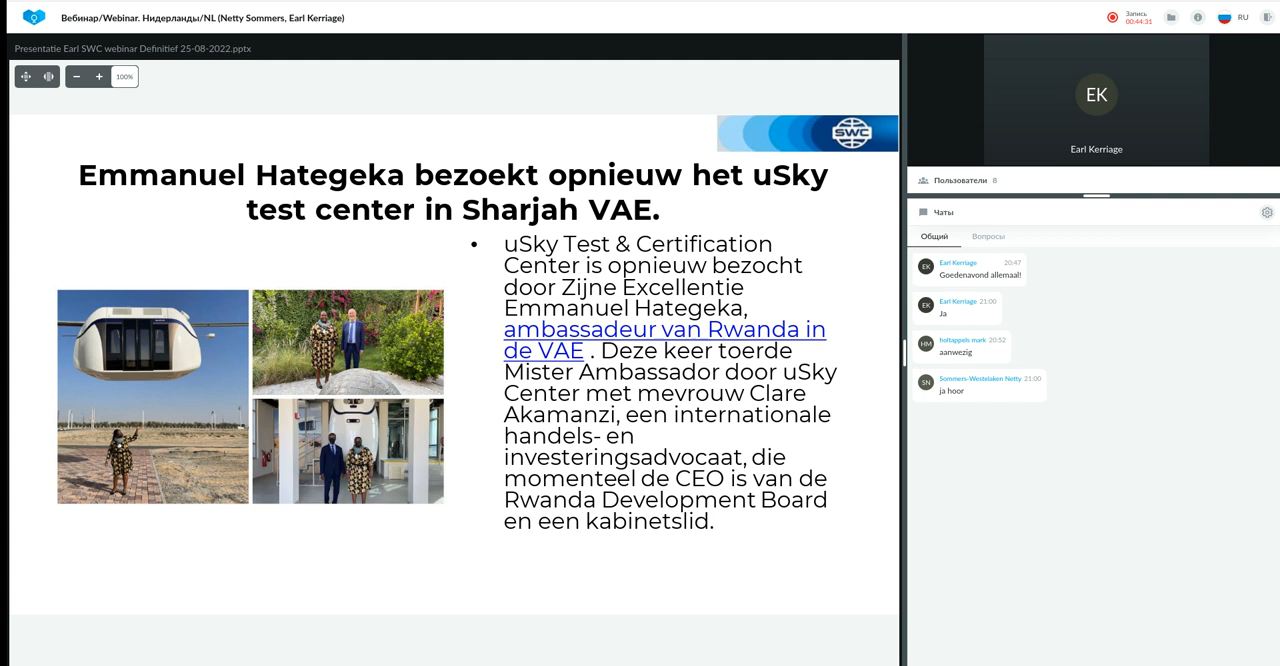 Вебинар/Webinar. Нидерланды/NL (Netty Sommers, Earl Kerriage)
Запись
00:44:31
RU
Presentatie Earl SWC webinar Definitief 25-08-2022.pptx
100%
SWC
Emmanuel Hategeka bezoekt opnieuw het uSky
test center in Sharjah VAE.
• uSky Test & Certification
Center is opnieuw bezocht
door Zijne Excellentie
Emmanuel Hategeka,
ambassadeur van Rwanda in
de VAE . Deze keer toerde
Mister Ambassador door uSky
Center met mevrouw Clare
Akamanzi, een internationale
handels- en
investeringsadvocaat, die
momenteel de CEO is van de
Rwanda Development Board
en een kabinetslid.
EK
Earl Kerriage
Пользователи 8
Чаты
Общий Вопросы
EK Earl Kerriage 20:47
Goedenavond allemaal!
EK Earl Kerriage 21:00
Ja
HM holtappels mark 20:52
aanwezig
SN Sommers-Westelaken Netty 21:00
ja hoor